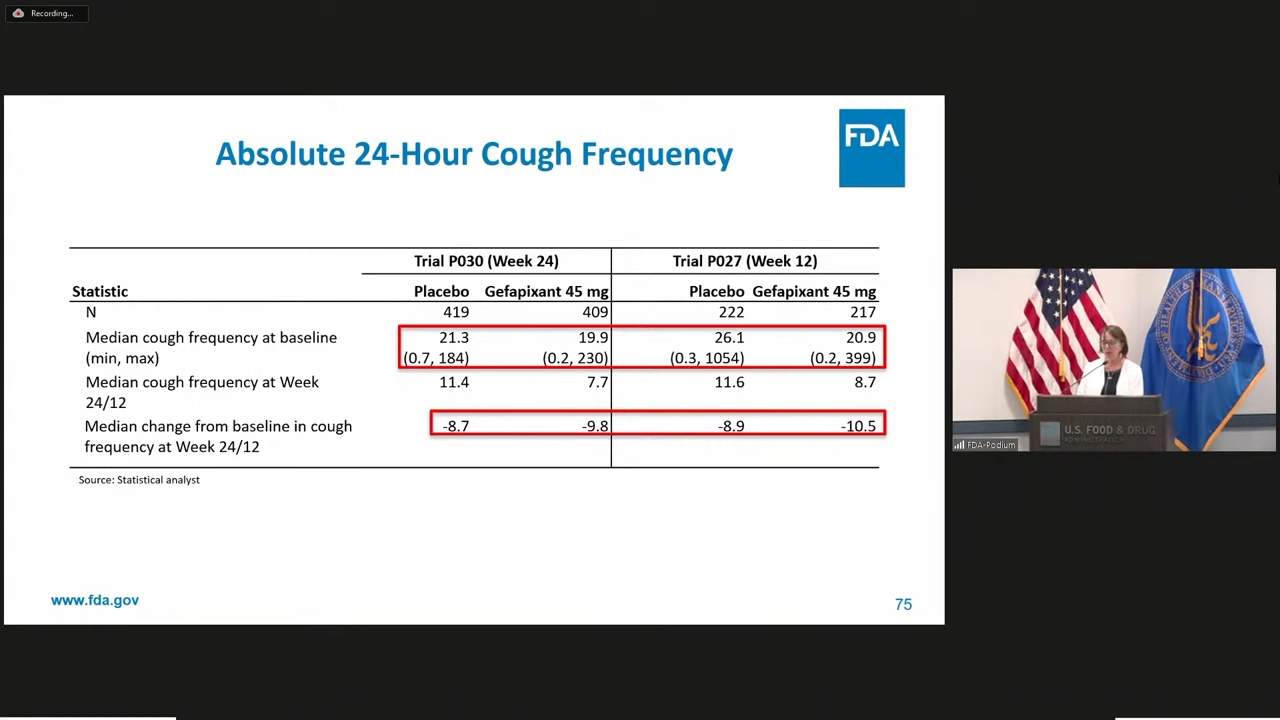 Recording...
FDA
Absolute 24-Hour Cough Frequency
Trial P030 (Week 24) Trial P027 (Week 12)
Statistic Placebo Gefapixant 45 mg Placebo Gefapixant 45 mg
N 419 409 222 217
Median cough frequency at baseline 21.3 19.9 26.1 20.9
(min, max) (0.7, 184) (0.2, 230) (0.3, 1054) (0.2, 399)
Median cough frequency at Week 11.4 7.7 11.6 8.7
24/12
Median change from baseline in cough -8.7 -9.8 -8.9 -10.5
frequency at Week 24/12
Source: Statistical analyst
www.fda.gov 75
U.S. FOOD & DRUG
FDA-Podium